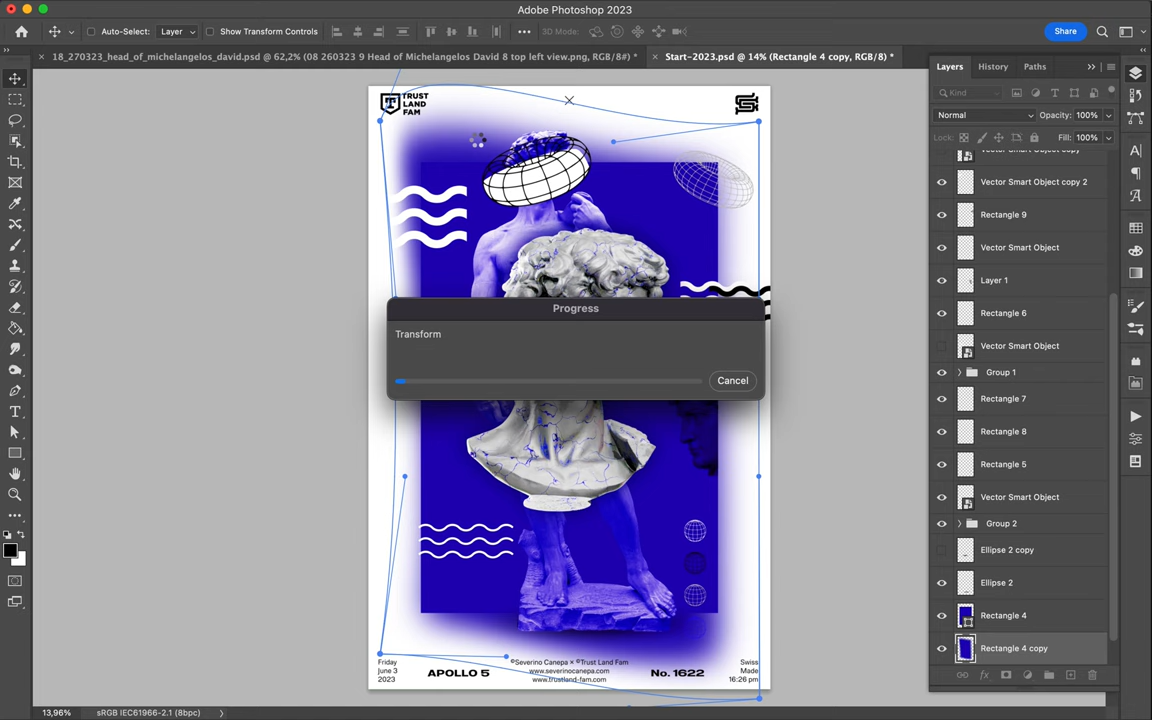 Adobe Photoshop 2023
Auto-Select: Layer Show Transform Controls 3D Mode: Share
18_270323_head_of_michelangelos_david.psd @ 62,2% (08 260323 9 Head of Michelangelos David 8 top left view.png, RGB/8#) *
Start-2023.psd @ 14% (Rectangle 4 copy, RGB/8*) *
Layers History Paths
Kind
Normal Opacity: 100%
Lock: Fill: 100%
Vector Smart Object copy
Vector Smart Object copy 2
Rectangle 9
Vector Smart Object
Layer 1
Rectangle 6
Vector Smart Object
Group 1
Rectangle 7
Rectangle 8
Rectangle 5
Vector Smart Object
Group 2
Ellipse 2 copy
Ellipse 2
Rectangle 4
Rectangle 4 copy
TRUST
LAND
FAM
Progress
Transform
Cancel
Friday
June 3
2023
APOLLO 5
©Severino Canepa × ©Trust Land Fam
www.severinocanepa.com
www.trustland-fam.com
No. 1622
Swiss
Made
16:26 pm
13,96% sRGB IEC61966-2.1 (8bpc)